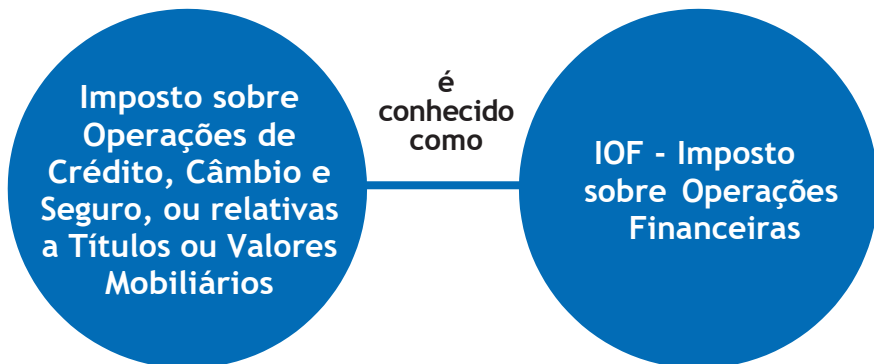 Imposto sobre
Operações de
Crédito, Câmbio e
Seguro, ou relativas
a Títulos ou Valores
Mobiliários
é
conhecido
como
IOF - Imposto
sobre Operações
Financeiras